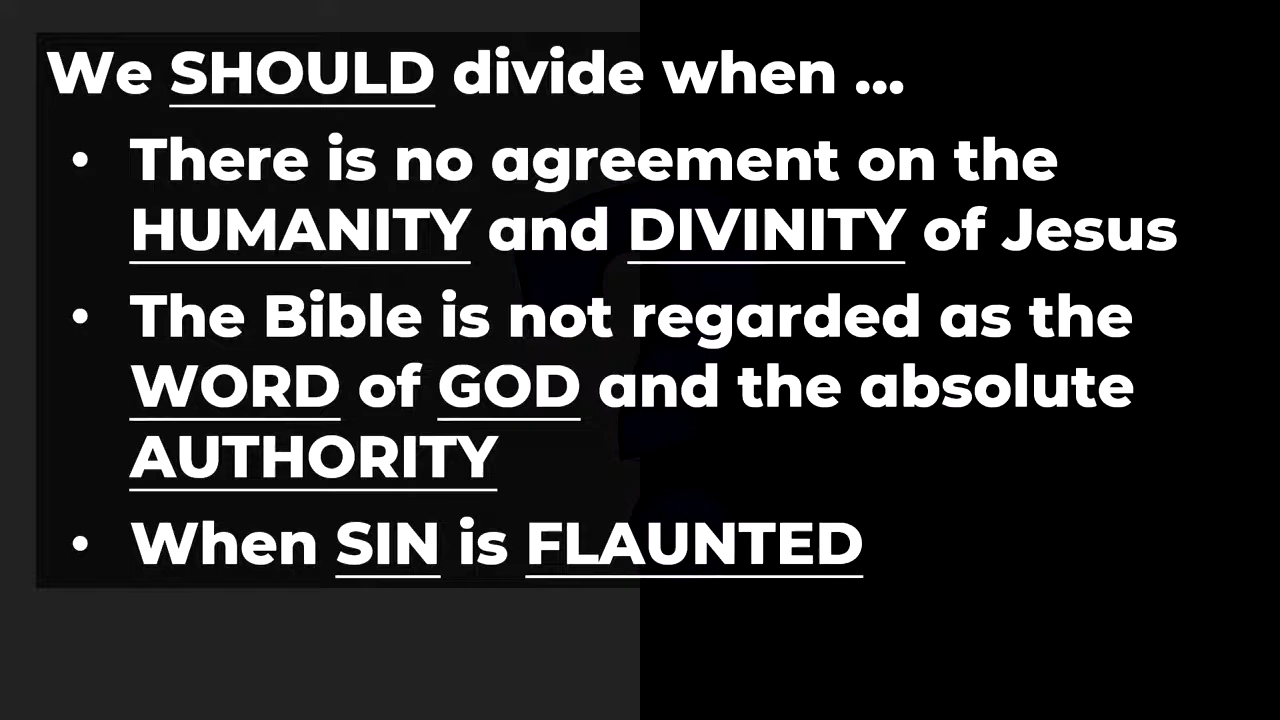 We SHOULD divide when ...
• There is no agreement on the
HUMANITY and DIVINITY of Jesus
• The Bible is not regarded as the
WORD of GOD and the absolute
AUTHORITY
• When SIN is FLAUNTED